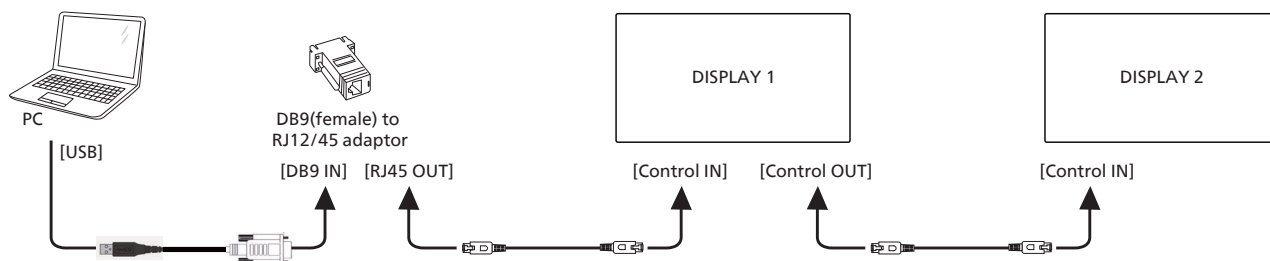 PC
[USB]
DB9(female) to
RJ12/45 adaptor
[DB9 IN]
[RJ45 OUT]
DISPLAY 1
[Control IN]
[Control OUT]
DISPLAY 2
[Control IN]